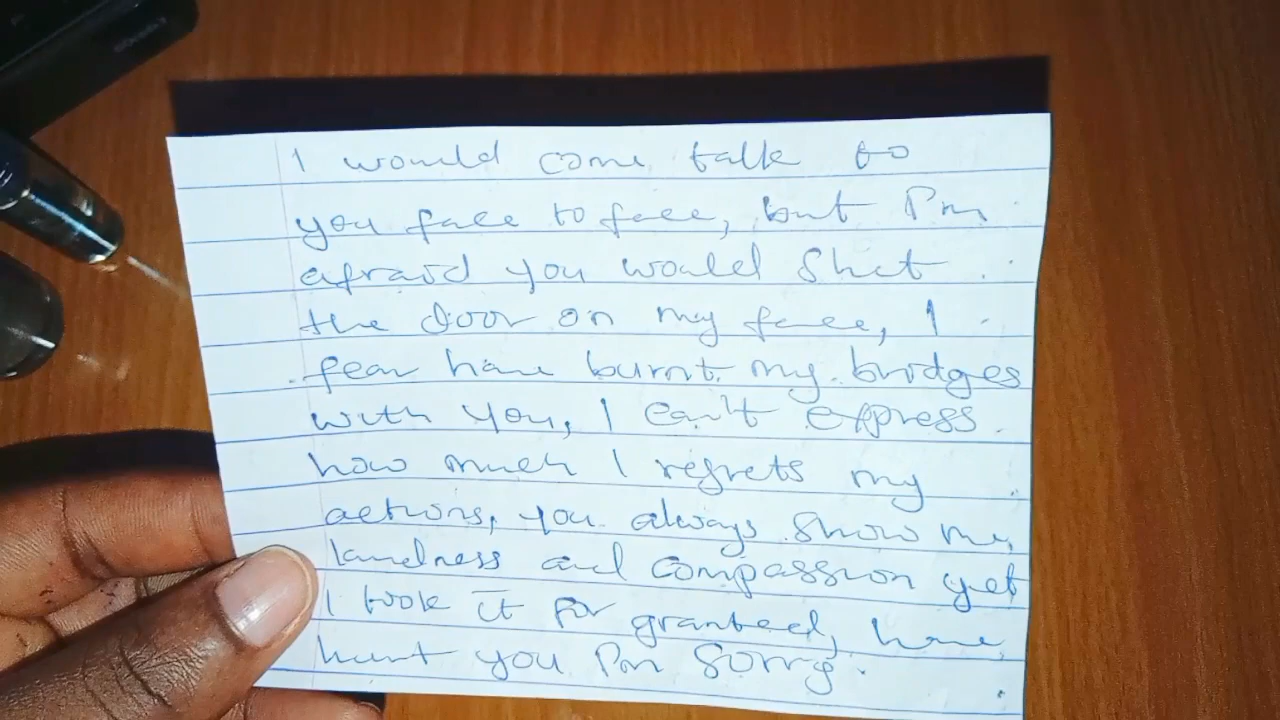 I would come talk to
you face to face, but I'm
afraid you would shut
the door on my face, I
fear have burnt my bridges
with you, I can't express
how much I regrets my
actions, you always show me
kindness and compassion yet
I took it for granted, have
hurt you I'm sorry.